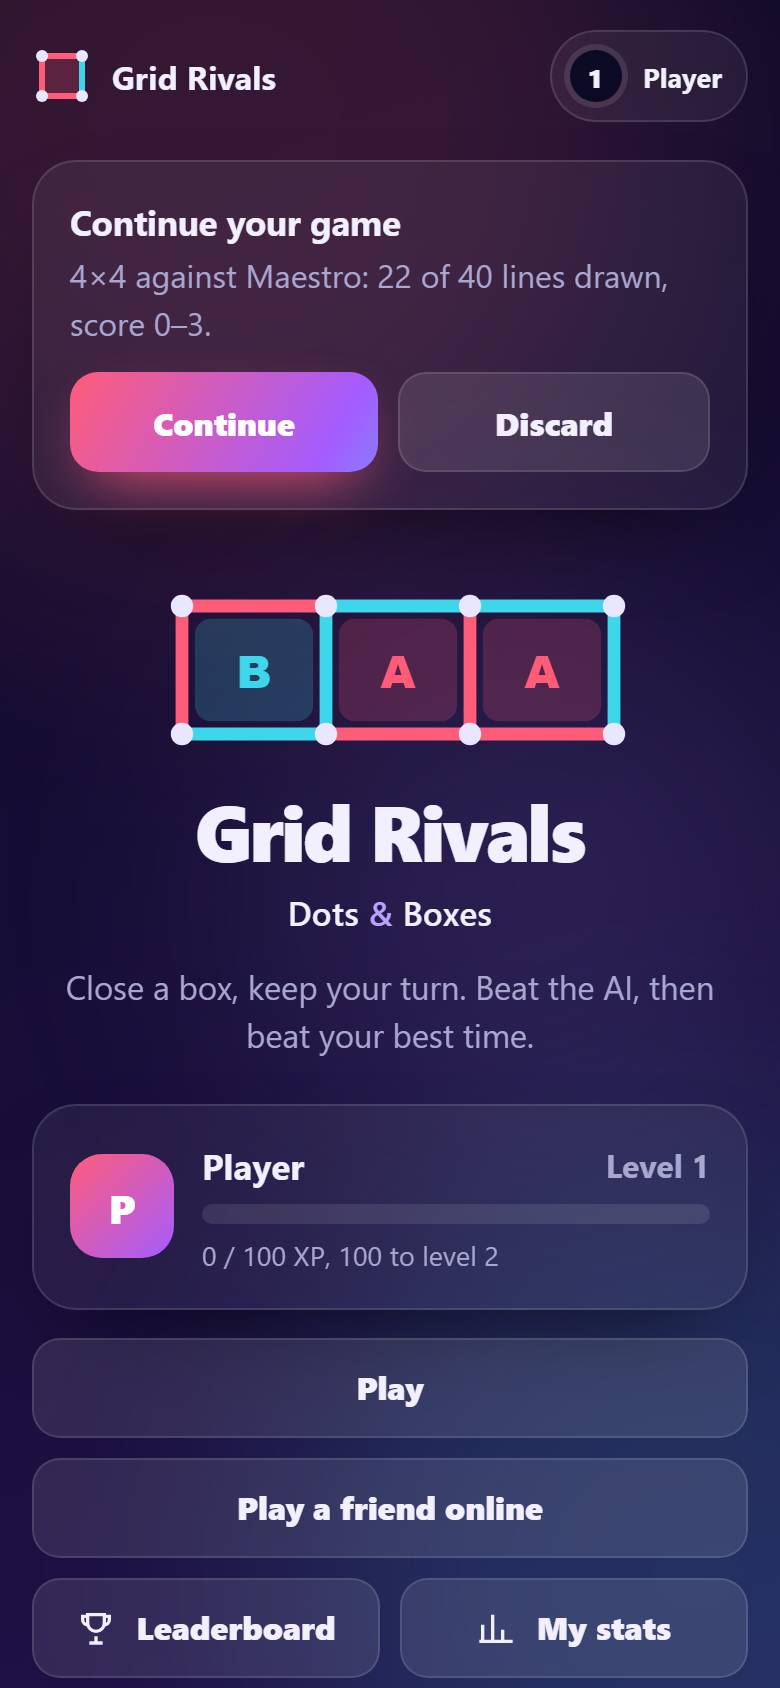 Grid Rivals
1 Player
Continue your game
4×4 against Maestro: 22 of 40 lines drawn,
score 0–3.
Continue
Discard
B A A
Grid Rivals
Dots & Boxes
Close a box, keep your turn. Beat the AI, then
beat your best time.
P
Player
Level 1
0 / 100 XP, 100 to level 2
Play
Play a friend online
Leaderboard
My stats